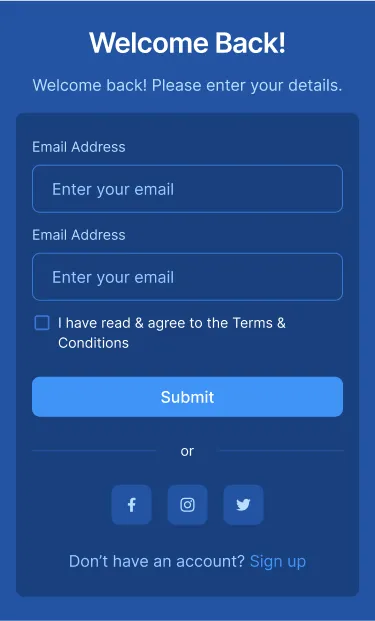 Welcome Back!
Welcome back! Please enter your details.
Email Address
Enter your email
Email Address
Enter your email
I have read & agree to the Terms &
Conditions
Submit
or
Don’t have an account? Sign up